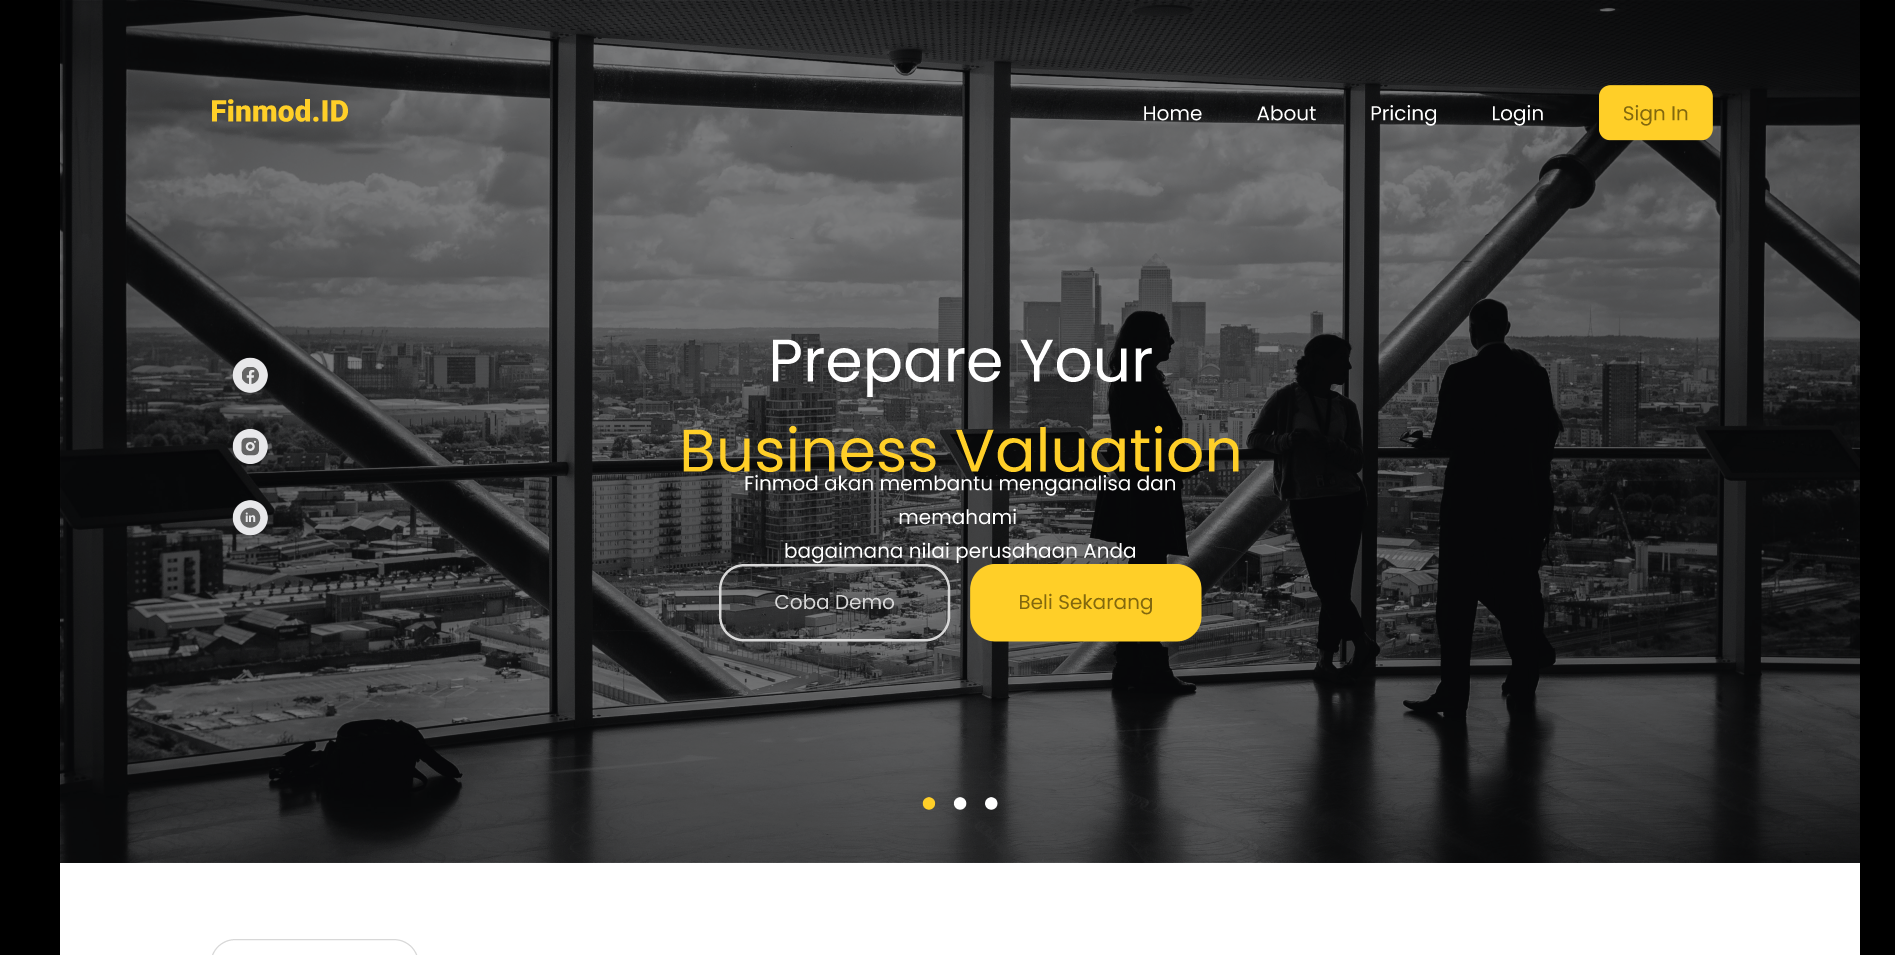 Finmod.ID
Home
About
Pricing
Login
Sign In
Prepare Your
Business Valuation
Finmod akan membantu menganalisa dan
memahami
bagaimana nilai perusahaan Anda
Coba Demo
Beli Sekarang